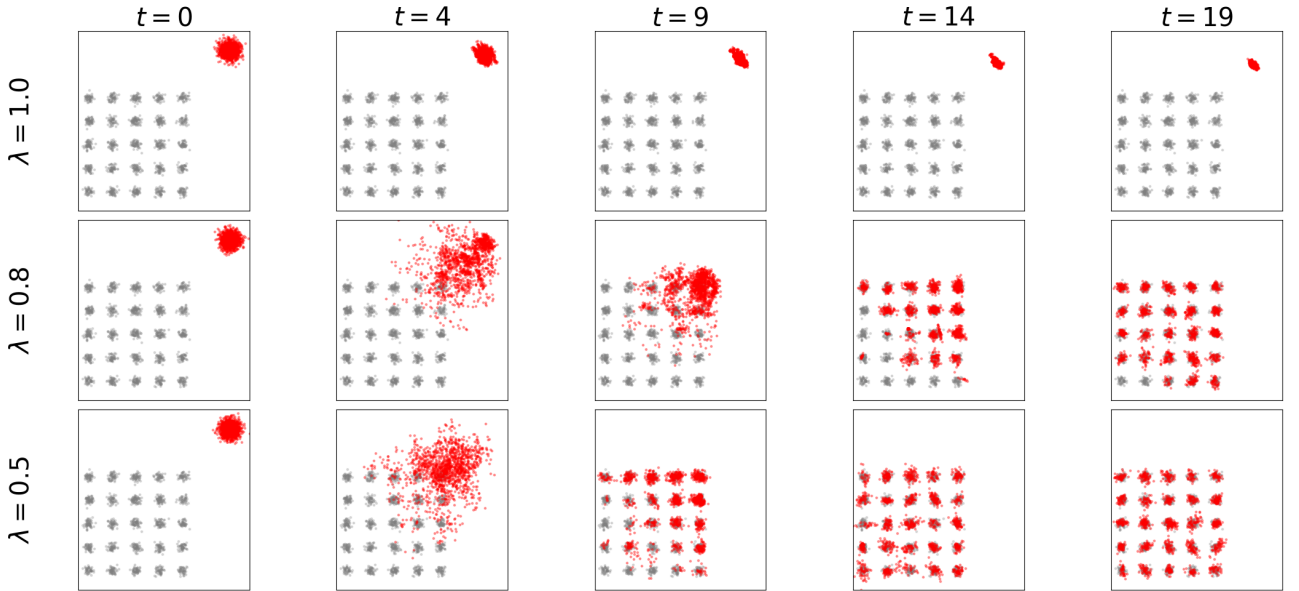 t = 0
t = 4
t = 9
t = 14
t = 19
λ = 1.0
λ = 0.8
λ = 0.5